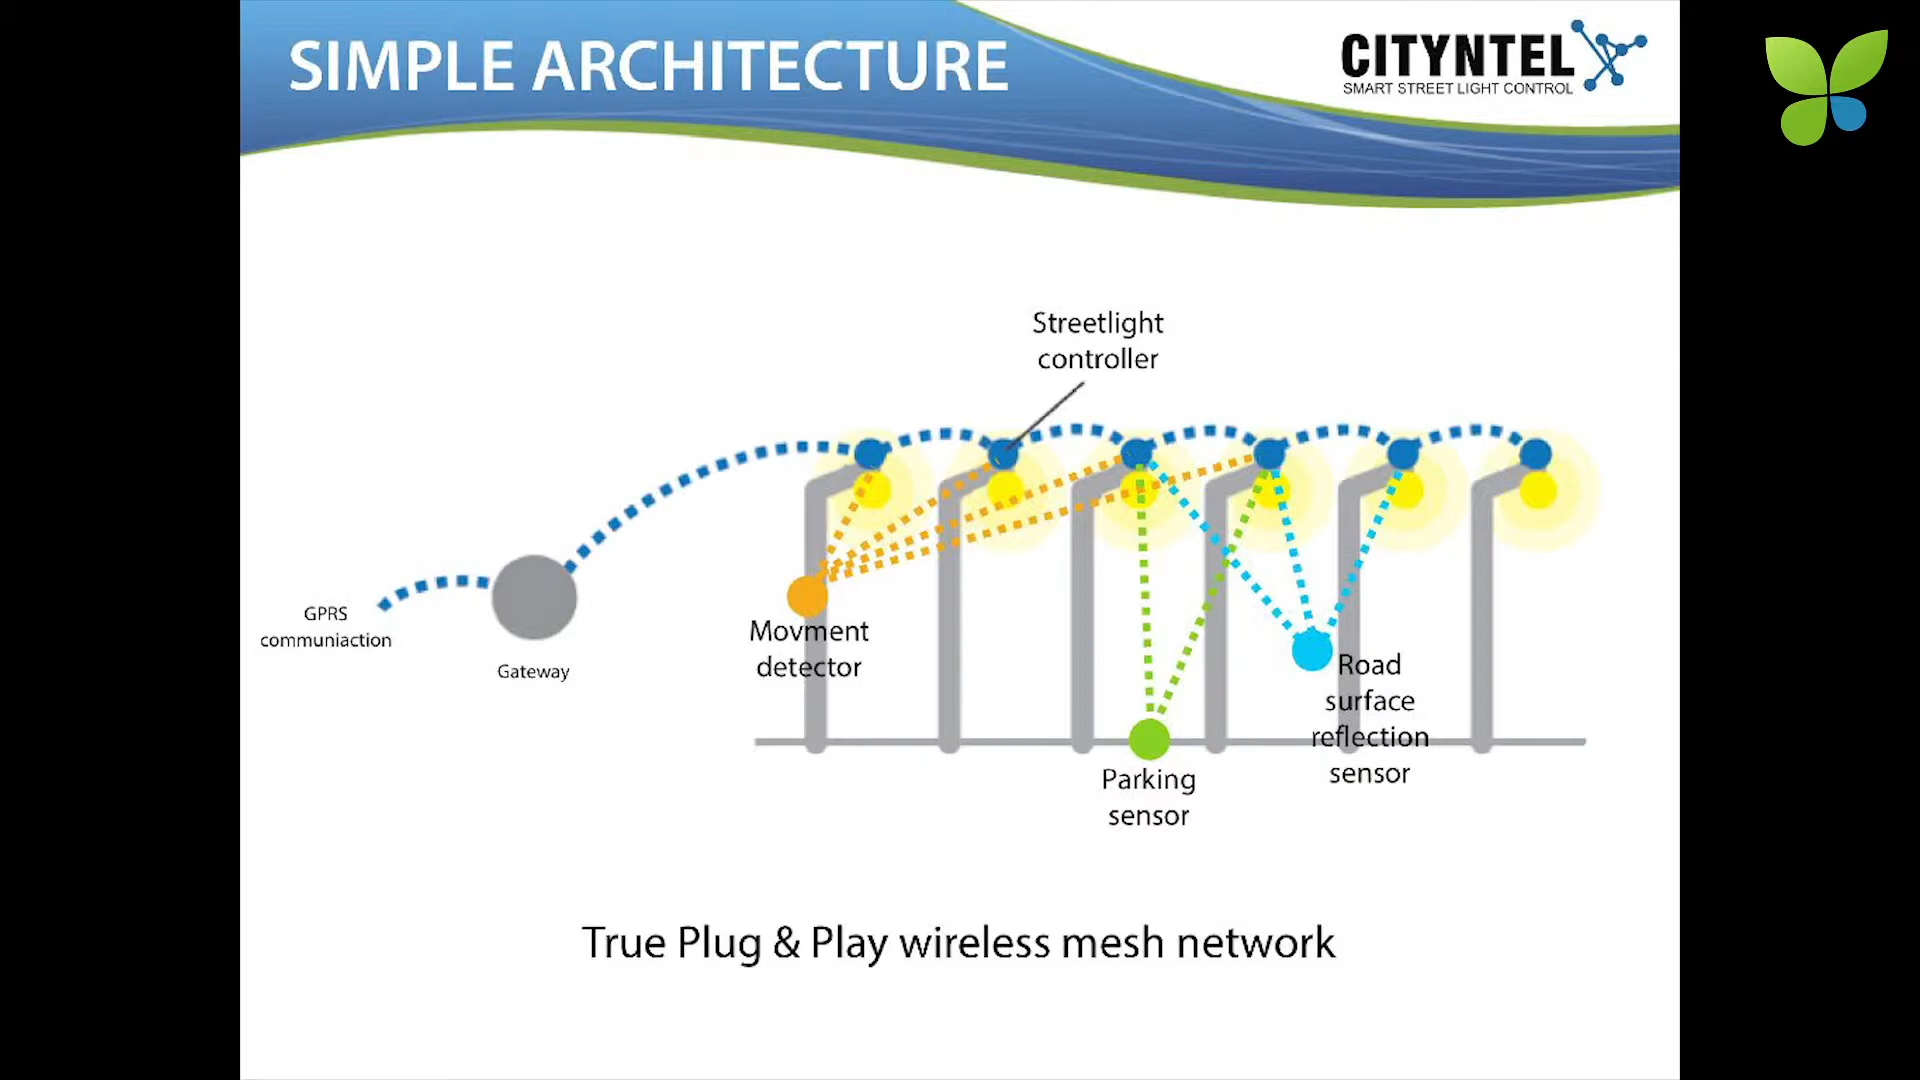 SIMPLE ARCHITECTURE
CITYNTEL
SMART STREET LIGHT CONTROL
Streetlight
controller
GPRS
communiaction
Gateway
Movment
detector
Road
surface
reflection
sensor
Parking
sensor
True Plug & Play wireless mesh network